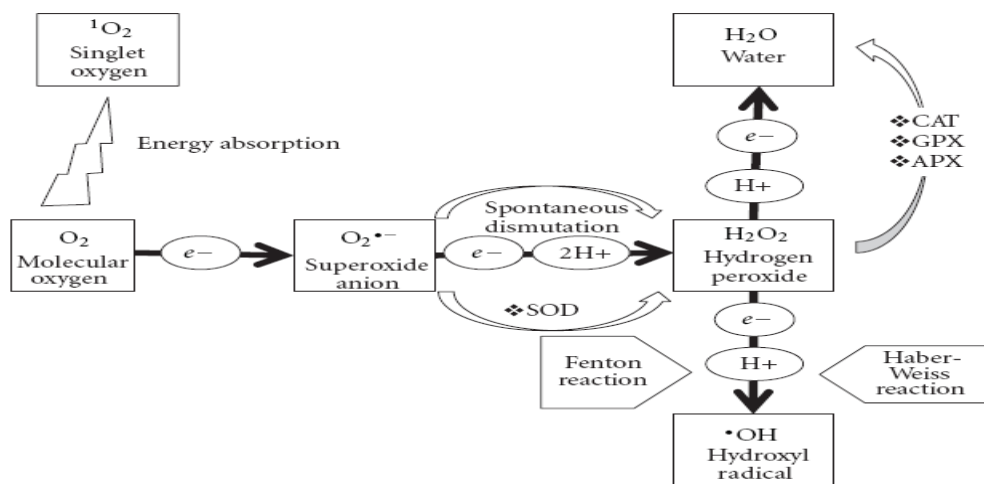 ¹O₂
Singlet
oxygen
Energy absorption
O₂
Molecular
oxygen
e−
O₂•−
Superoxide
anion
Spontaneous
dismutation
e−
2H+
❖SOD
H₂O
Water
e−
H+
❖CAT
❖GPX
❖APX
H₂O₂
Hydrogen
peroxide
e−
H+
Fenton
reaction
Haber-
Weiss
reaction
•OH
Hydroxyl
radical